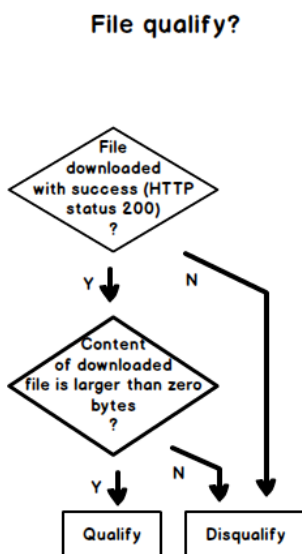 File qualify?
File
downloaded
with success (HTTP
status 200)
?
Y
N
Content
of downloaded
file is larger than zero
bytes
?
Y
N
Qualify
Disqualify